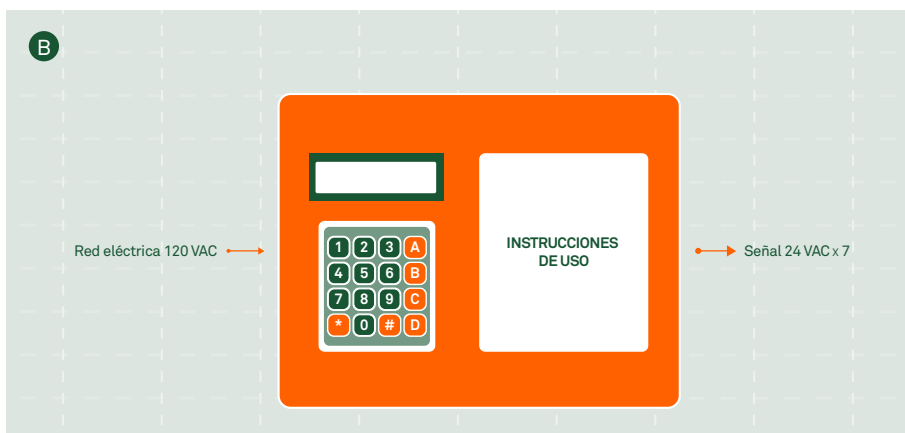 B
Red eléctrica 120 VAC
1 2 3 A
4 5 6 B
7 8 9 C
* 0 # D
INSTRUCCIONES
DE USO
Señal 24 VAC x 7